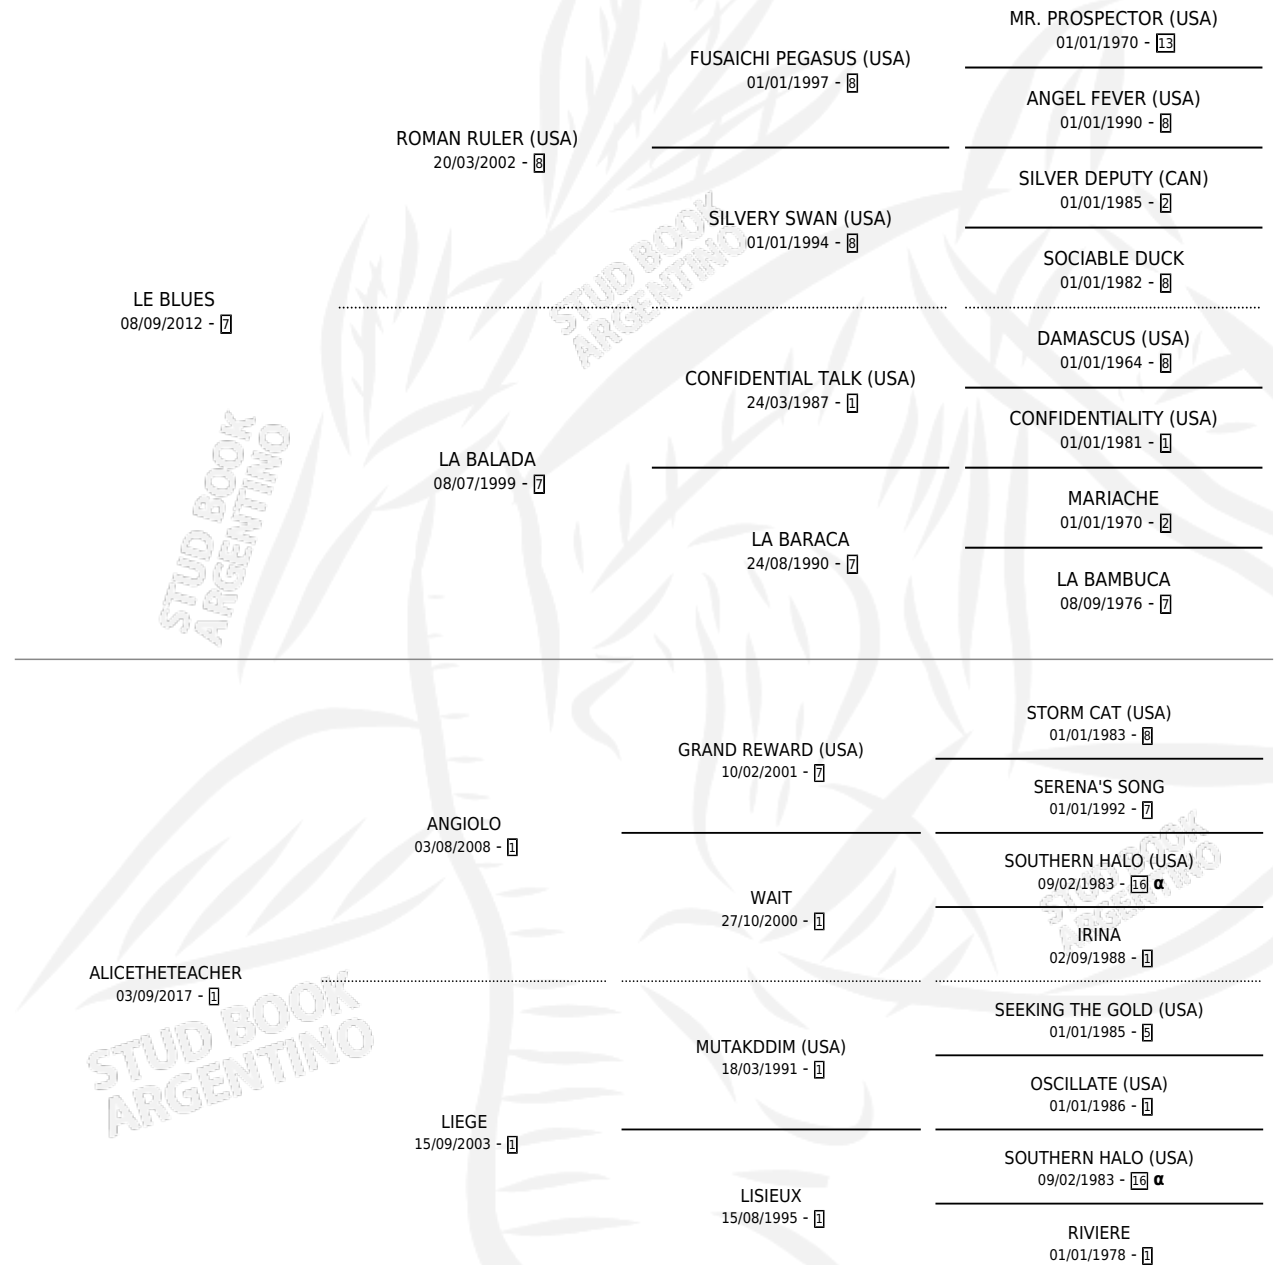 MR. PROSPECTOR (USA)
01/01/1970 - 13
FUSAICHI PEGASUS (USA)
01/01/1997 - 8
ANGEL FEVER (USA)
01/01/1990 - 8
ROMAN RULER (USA)
20/03/2002 - 8
SILVER DEPUTY (CAN)
01/01/1985 - 2
SILVERY SWAN (USA)
01/01/1994 - 8
SOCIABLE DUCK
01/01/1982 - 8
LE BLUES
08/09/2012 - 7
DAMASCUS (USA)
01/01/1964 - 8
CONFIDENTIAL TALK (USA)
24/03/1987 - 1
CONFIDENTIALITY (USA)
01/01/1981 - 1
LA BALADA
08/07/1999 - 7
MARIACHE
01/01/1970 - 2
LA BARACA
24/08/1990 - 7
LA BAMBUCA
08/09/1976 - 7
STORM CAT (USA)
01/01/1983 - 8
GRAND REWARD (USA)
10/02/2001 - 7
SERENA'S SONG
01/01/1992 - 7
ANGIOLO
03/08/2008 - 1
SOUTHERN HALO (USA)
09/02/1983 - 16 α
WAIT
27/10/2000 - 1
IRINA
02/09/1988 - 1
ALICETHETEACHER
03/09/2017 - 1
SEEKING THE GOLD (USA)
01/01/1985 - 5
MUTAKDDIM (USA)
18/03/1991 - 1
OSCILLATE (USA)
01/01/1986 - 1
LIEGE
15/09/2003 - 1
SOUTHERN HALO (USA)
09/02/1983 - 16 α
LISIEUX
15/08/1995 - 1
RIVIERE
01/01/1978 - 1
STUD BOOK
ARGENTINO
STUD BOOK
ARGENTINO
STUD BOOK
ARGENTINO
STUD BOOK
ARGENTINO